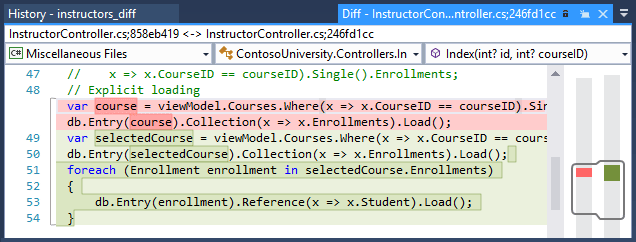 History - instructors_diff
Diff - InstructorCon...ntroller.cs;246fd1cc
InstructorController.cs;858eb419 <-> InstructorController.cs;246fd1cc
Miscellaneous Files
ContosoUniversity.Controllers.In
Index(int? id, int? courseID)
47 // x => x.CourseID == courseID).Single().Enrollments;
48 // Explicit loading
var course = viewModel.Courses.Where(x => x.CourseID == courseID).Sin
db.Entry(course).Collection(x => x.Enrollments).Load();
49 var selectedCourse = viewModel.Courses.Where(x => x.CourseID == cours
50 db.Entry(selectedCourse).Collection(x => x.Enrollments).Load();
51 foreach (Enrollment enrollment in selectedCourse.Enrollments)
52 {
53 db.Entry(enrollment).Reference(x => x.Student).Load();
54 }